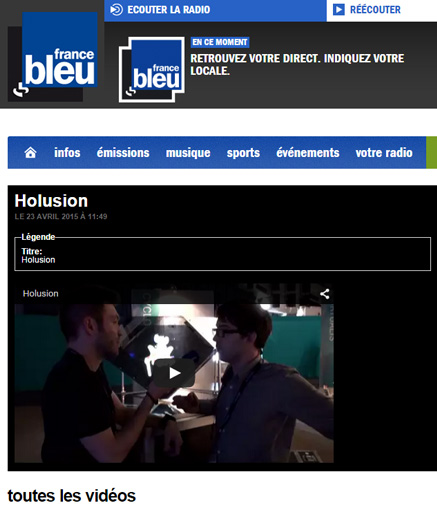 france
bleu
ECOUTER LA RADIO
RÉÉCOUTER
france
bleu
EN CE MOMENT
RETROUVEZ VOTRE DIRECT. INDIQUEZ VOTRE
LOCALE.
infos émissions musique sports événements votre radio
Holusion
LE 23 AVRIL 2015 À 11:49
Légende
Titre:
Holusion
Holusion
toutes les vidéos